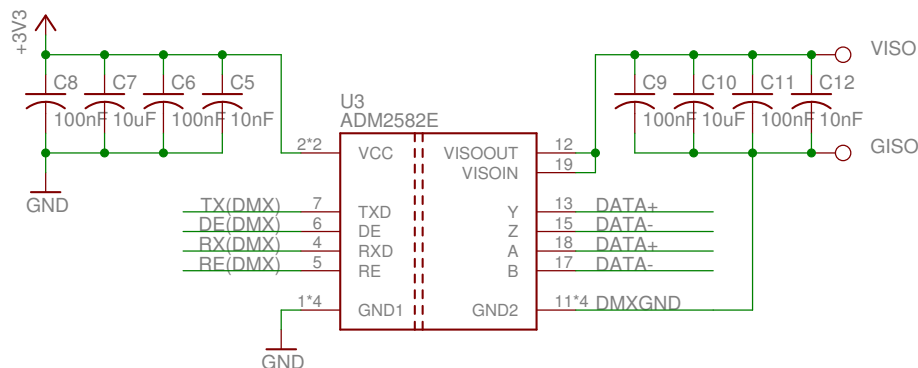 +3V3
VISO
C8
C7
C6
C5
C9
C10
C11
C12
100nF
10uF
100nF
10nF
100nF
10uF
100nF
10nF
U3
ADM2582E
GISO
2*2
VCC
VISOOUT
12
VISOIN
19
GND
TX(DMX)
7
TXD
Y
13
DATA+
DE(DMX)
6
DE
Z
15
DATA-
RX(DMX)
4
RXD
A
18
DATA+
RE(DMX)
5
RE
B
17
DATA-
1*4
GND1
GND2
11*4
DMXGND
GND